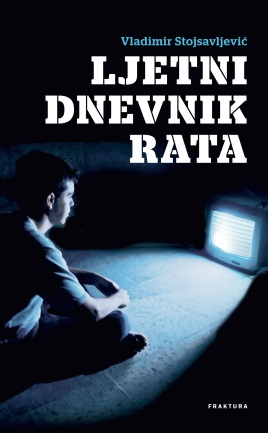 Vladimir Stojsavljević
LJETNI
DNEVNIK
RATA
FRAKTURA